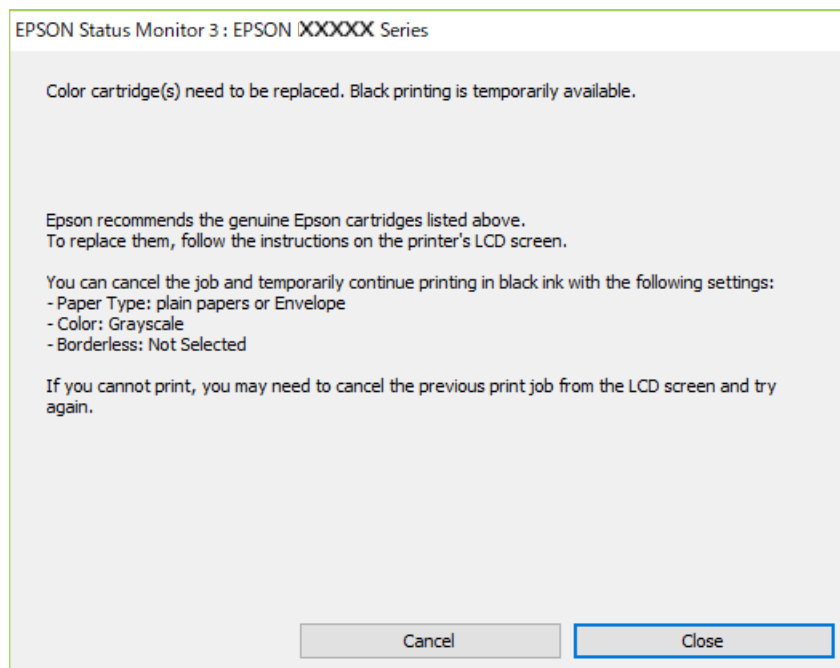 EPSON Status Monitor 3 : EPSON XXXXX Series
Color cartridge(s) need to be replaced. Black printing is temporarily available.
Epson recommends the genuine Epson cartridges listed above.
To replace them, follow the instructions on the printer's LCD screen.
You can cancel the job and temporarily continue printing in black ink with the following settings:
- Paper Type: plain papers or Envelope
- Color: Grayscale
- Borderless: Not Selected
If you cannot print, you may need to cancel the previous print job from the LCD screen and try
again.
Cancel
Close